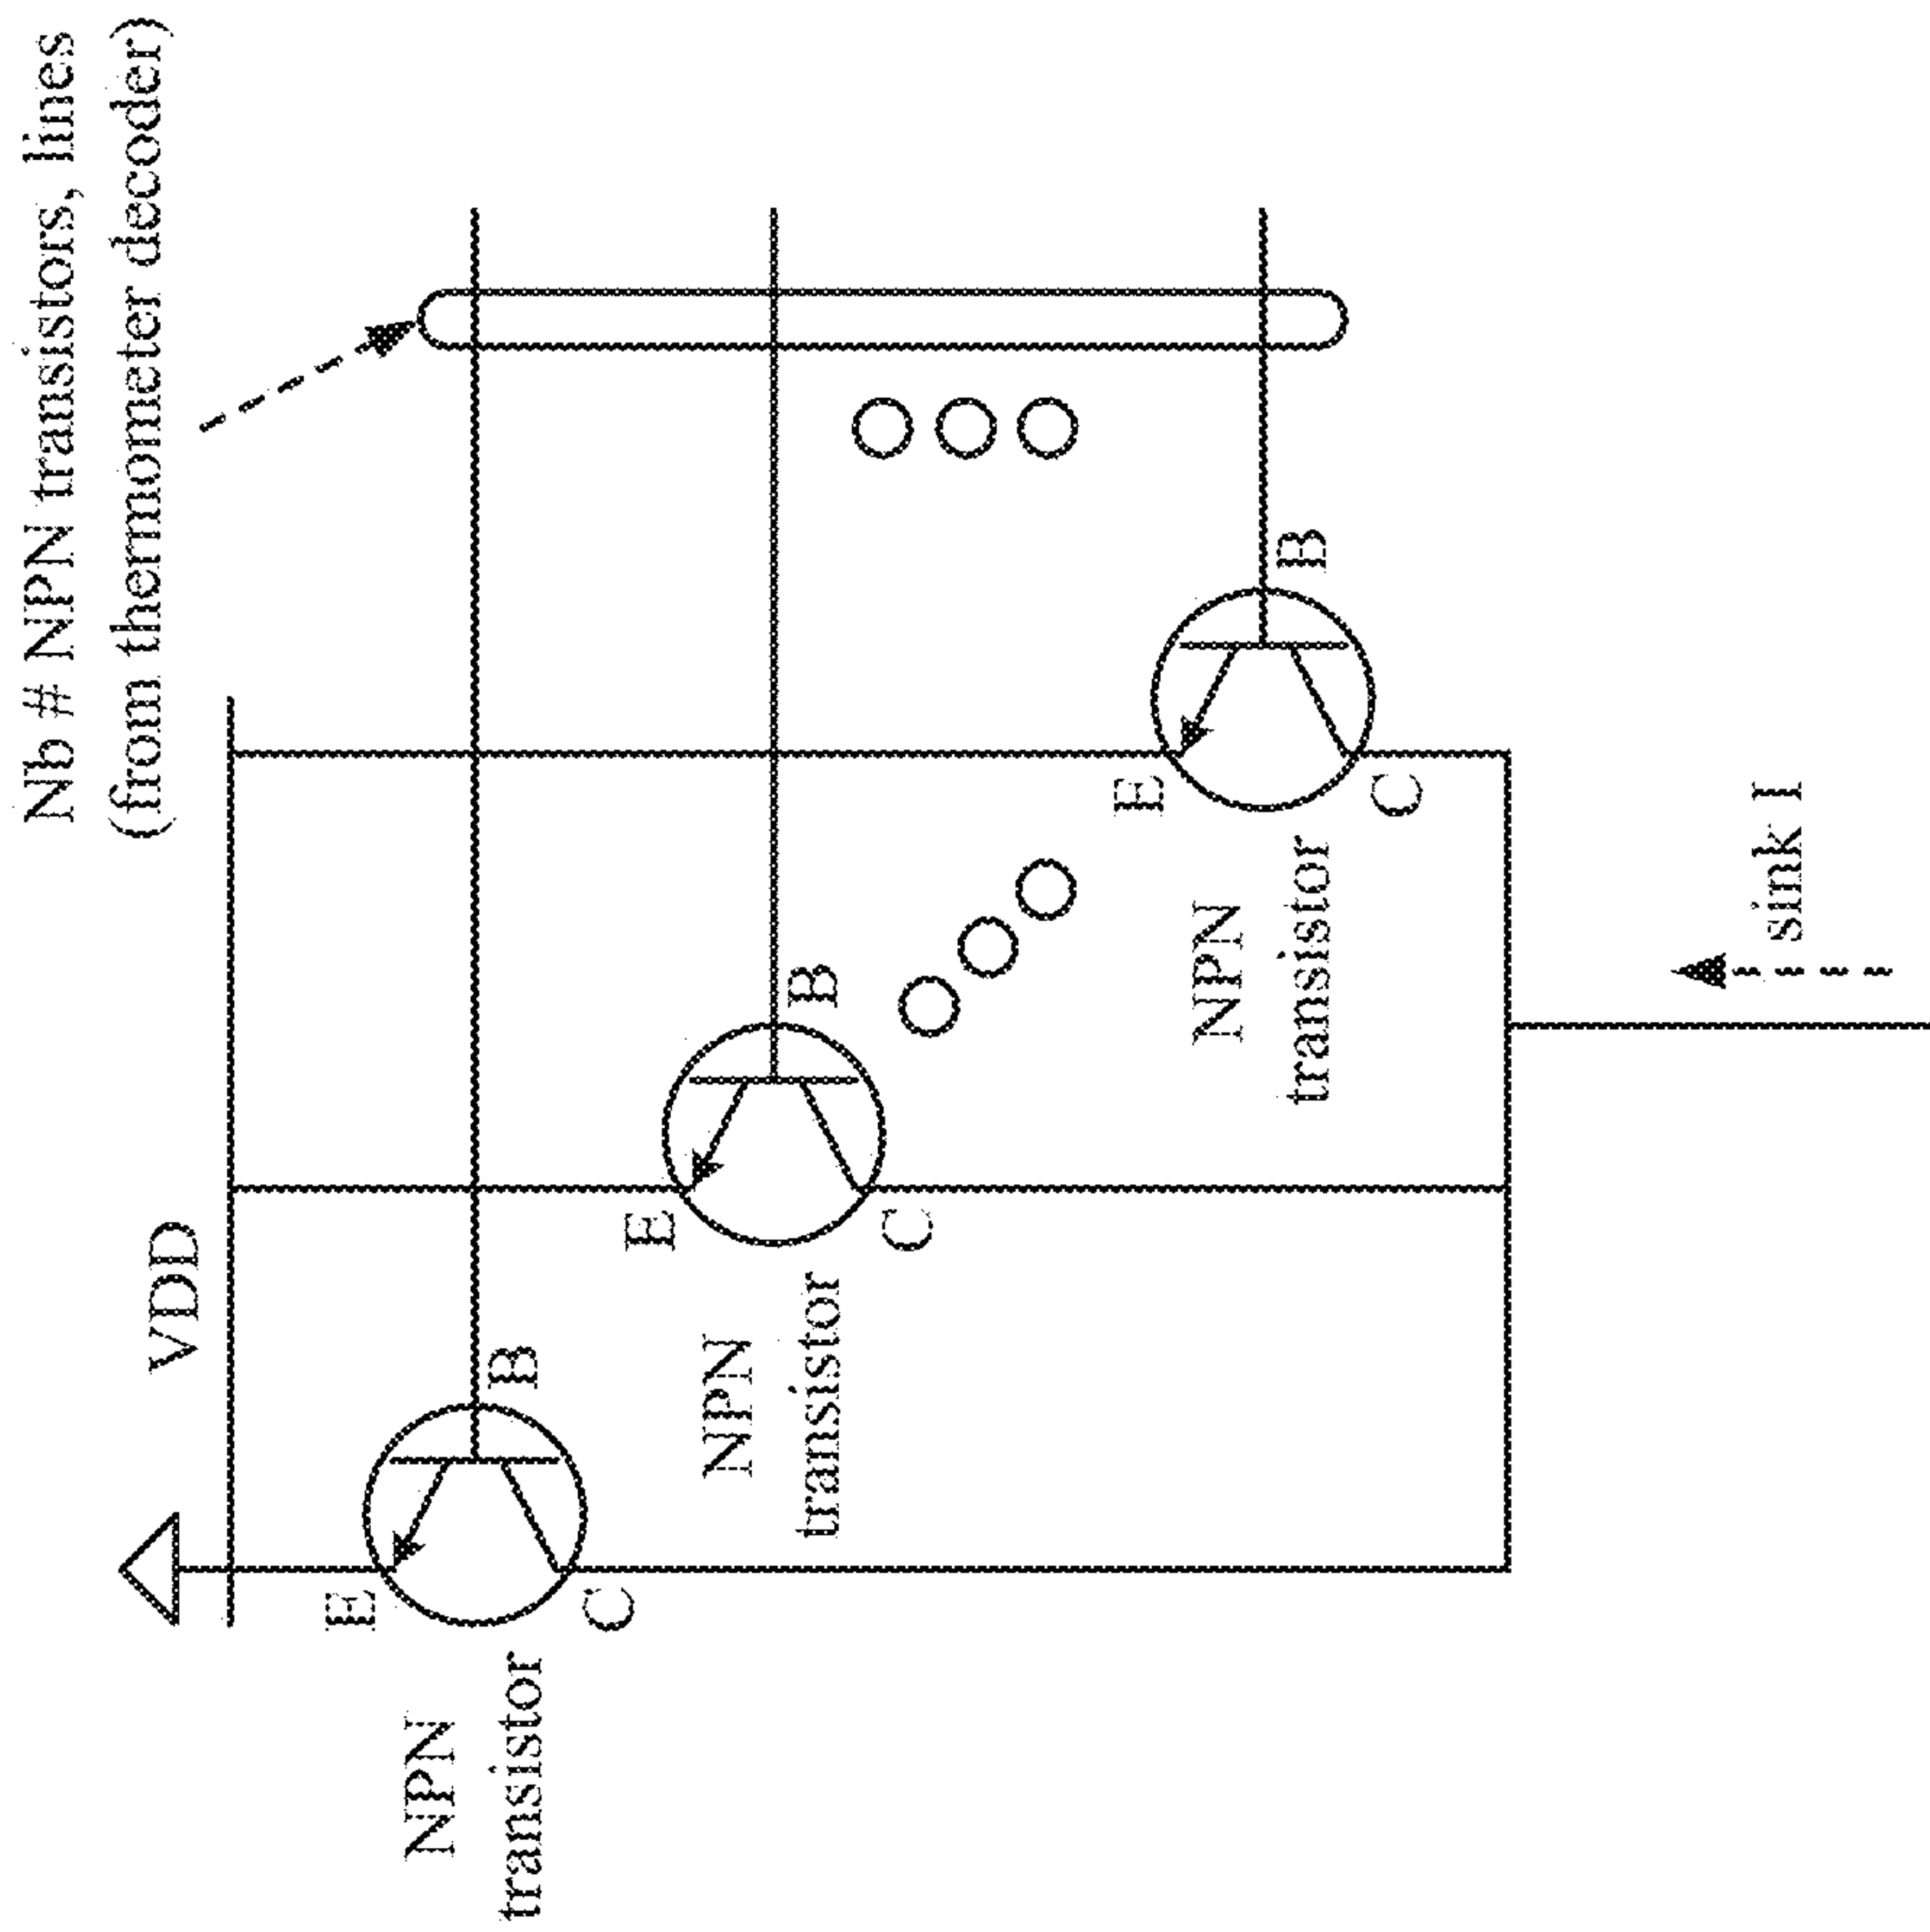 Nb # NPN transistors, lines
(from thermometer decoder)
VDD
NPN
transistor
E
B
C
NPN
transistor
E
B
C
NPN
transistor
E
B
C
sink I